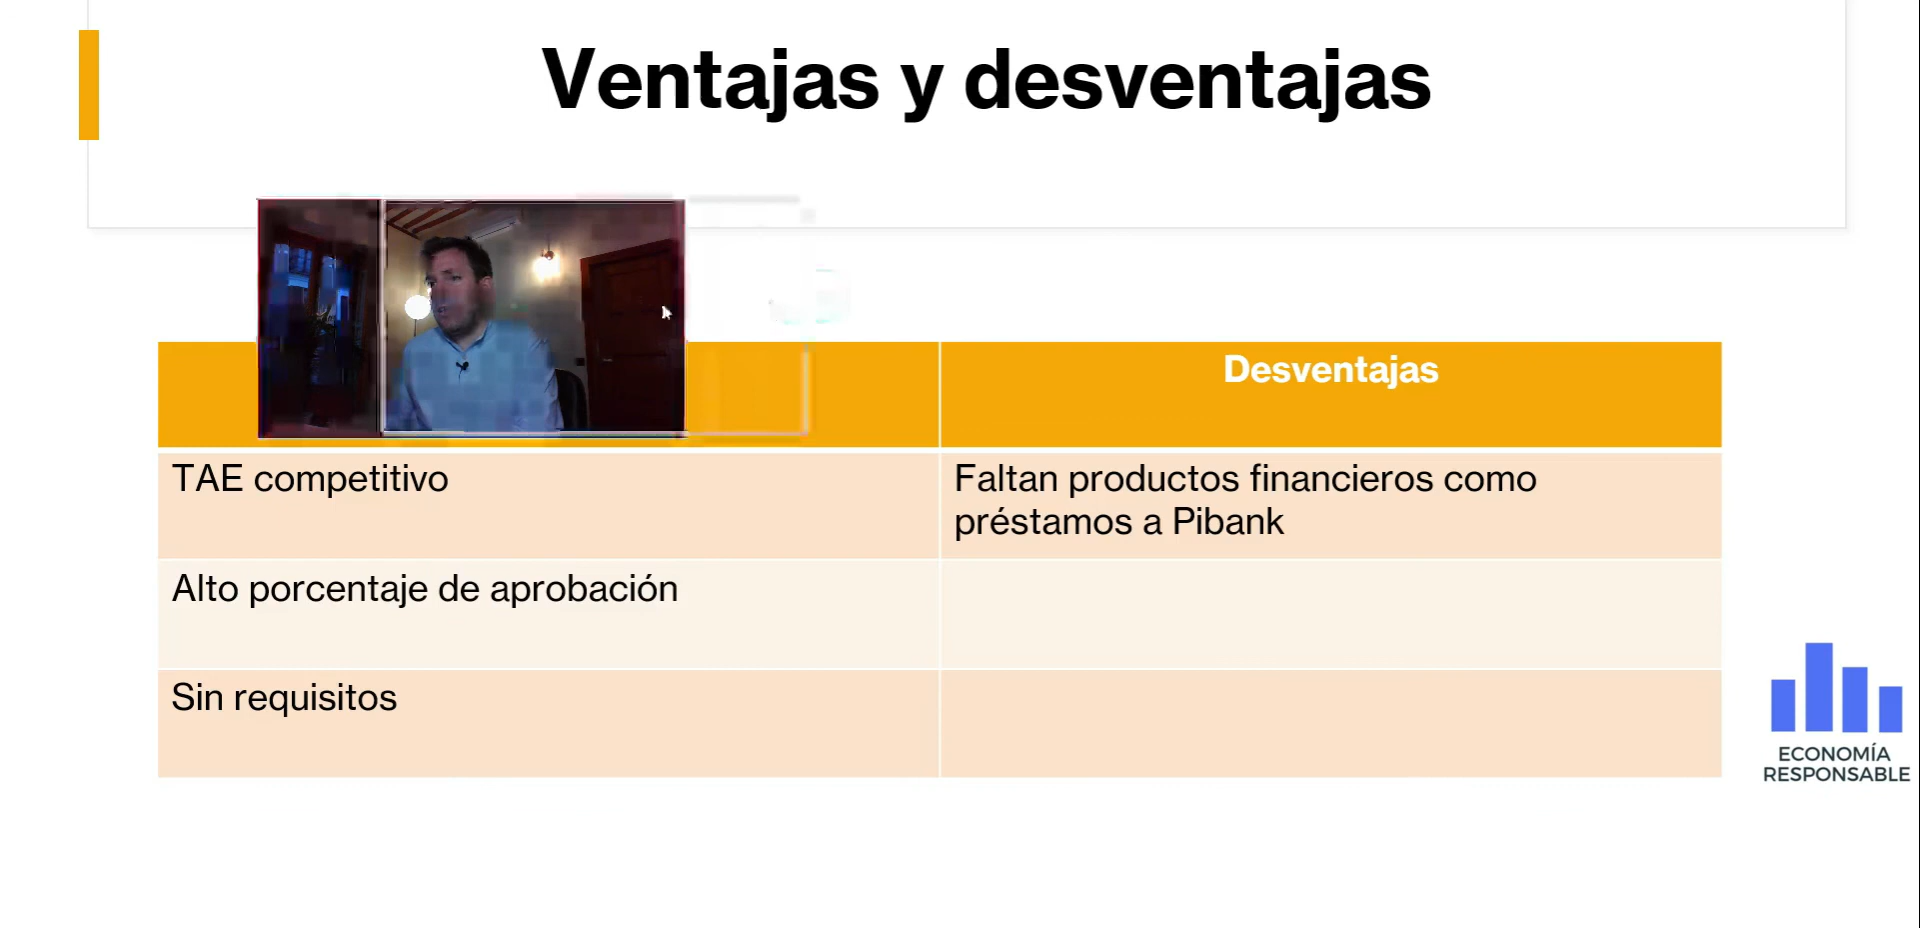 Ventajas y desventajas
Desventajas
TAE competitivo
Faltan productos financieros como
préstamos a Pibank
Alto porcentaje de aprobación
Sin requisitos
ECONOMÍA
RESPONSABLE